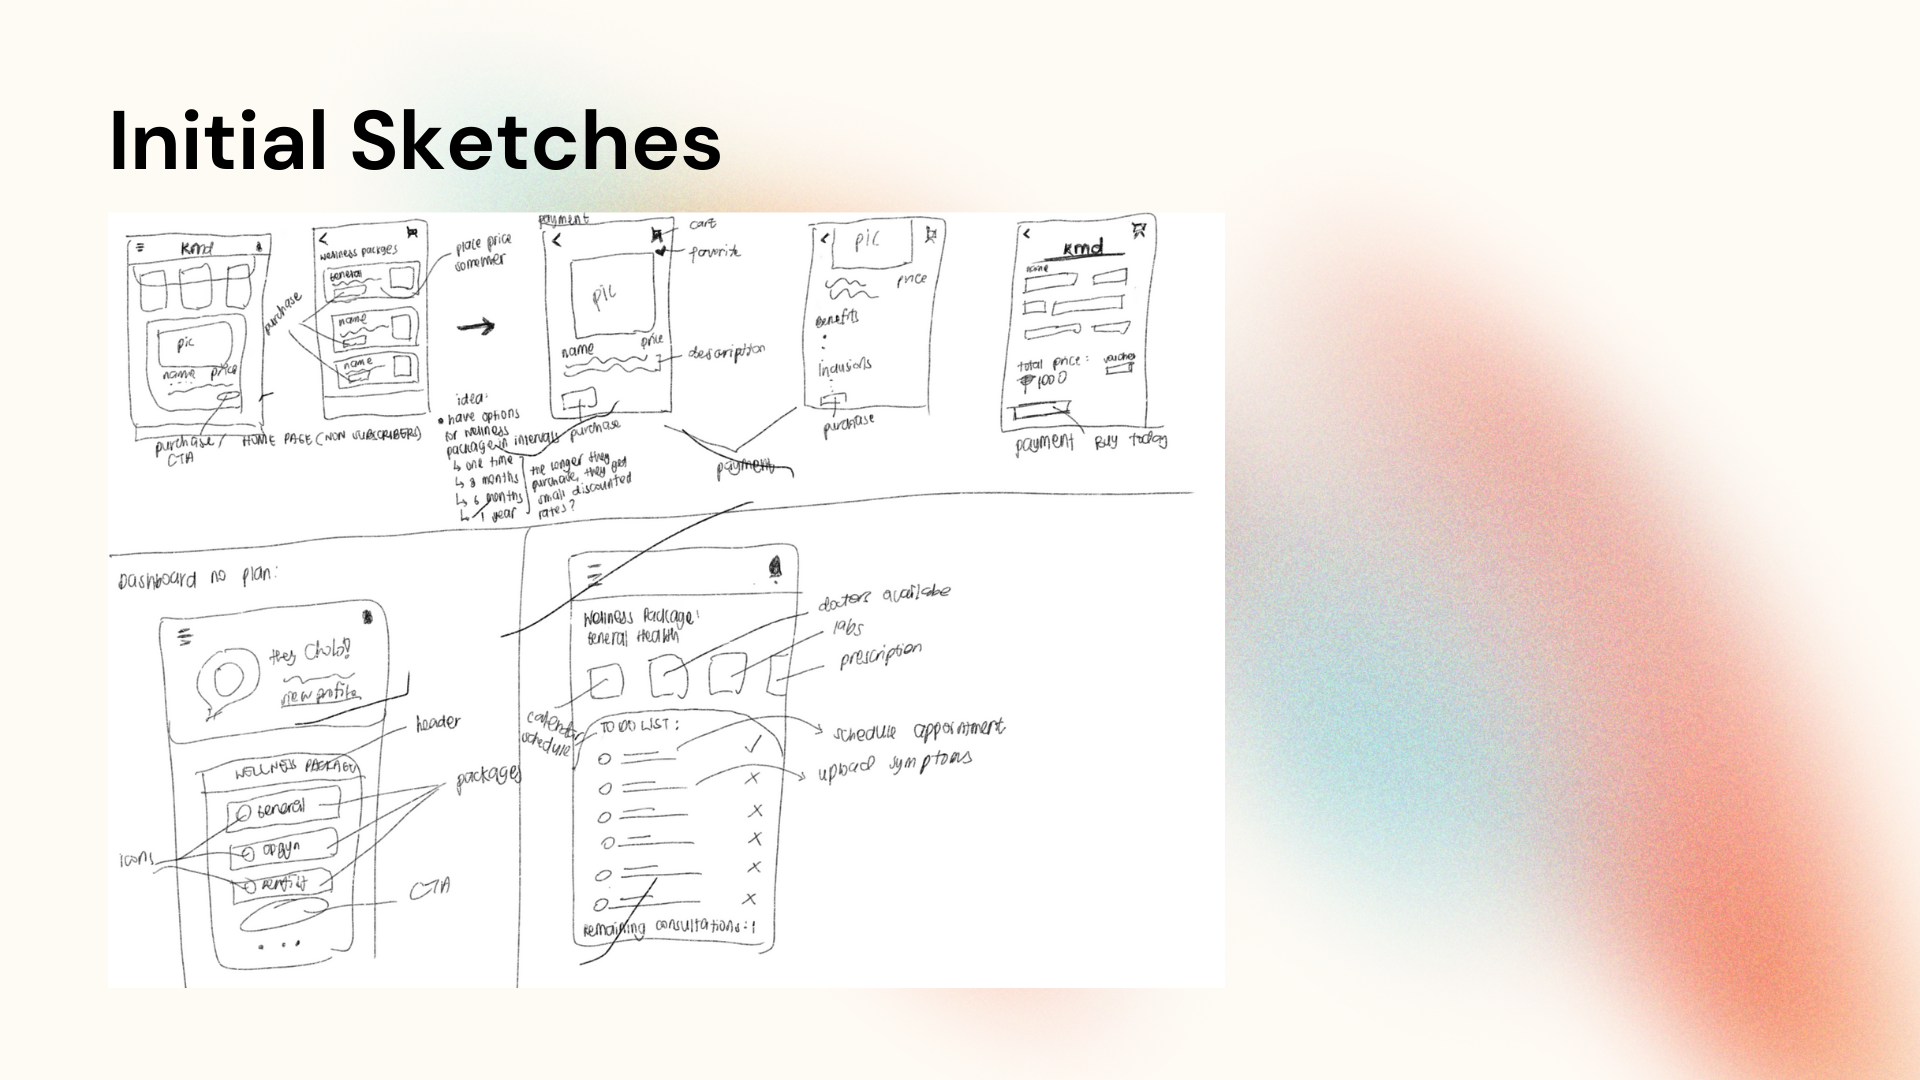 Initial Sketches
kmd
pic
name price
purchase/
CTA
HOME PAGE (NON SUBSCRIBERS)
purchase
wellness packages
general
name
name
place price
somewher
idea:
• have options
for wellness
package in intervals
↳ one time
↳ 3 months
↳ 6 months
↳ 1 year
the longer they
purchase, they get
small discounted
rates?
payment
cart
favorite
pic
name price
description
purchase
payment
pic
price
Benefits
inclusions
purchase
kmd
name
total price:
₱1000
voucher
payment
Buy today
Dashboard no plan:
Hey Cholo!
view profile
header
WELLNESS PACKAGE
General
obgyn
packages
icons
CTA
Wellness Package:
General Health
doctors availabe
labs
prescription
calendar
schedule
TO DO LIST:
schedule appointment
upload symptoms
Remaining consultations: 1